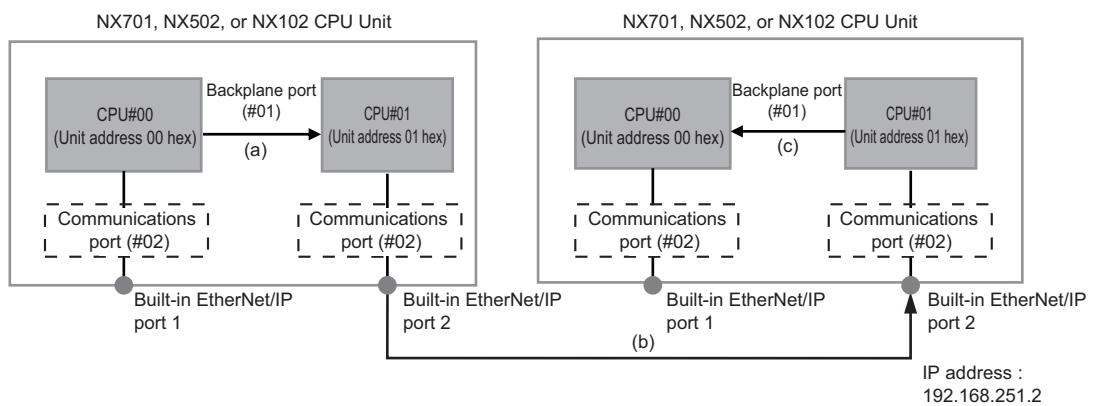 NX701, NX502, or NX102 CPU Unit
NX701, NX502, or NX102 CPU Unit
CPU#00
(Unit address 00 hex)
Backplane port
(#01)
(a)
CPU#01
(Unit address 01 hex)
CPU#00
(Unit address 00 hex)
Backplane port
(#01)
(c)
CPU#01
(Unit address 01 hex)
Communications
port (#02)
Communications
port (#02)
Communications
port (#02)
Communications
port (#02)
Built-in EtherNet/IP
port 1
Built-in EtherNet/IP
port 2
Built-in EtherNet/IP
port 1
Built-in EtherNet/IP
port 2
(b)
IP address :
192.168.251.2